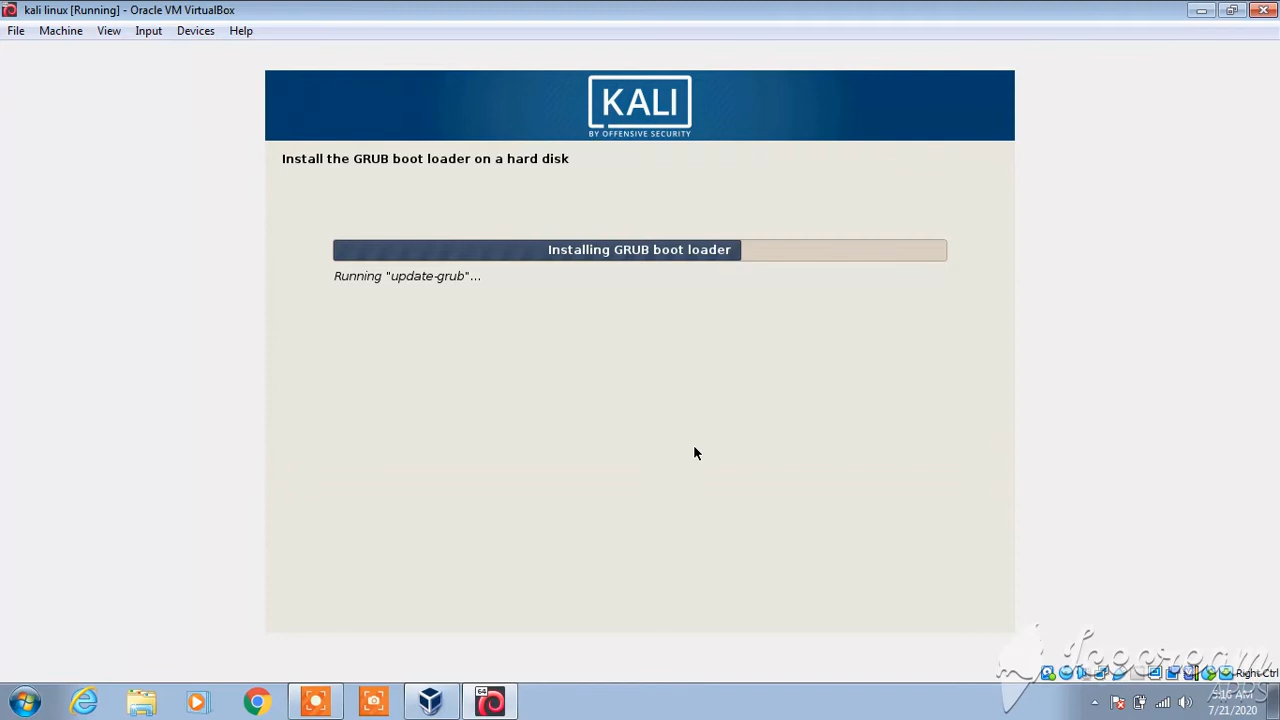 kali linux [Running] - Oracle VM VirtualBox
File Machine View Input Devices Help
KALI
BY OFFENSIVE SECURITY
Install the GRUB boot loader on a hard disk
Installing GRUB boot loader
Running "update-grub"...
Right Ctrl
64
7/21/2020